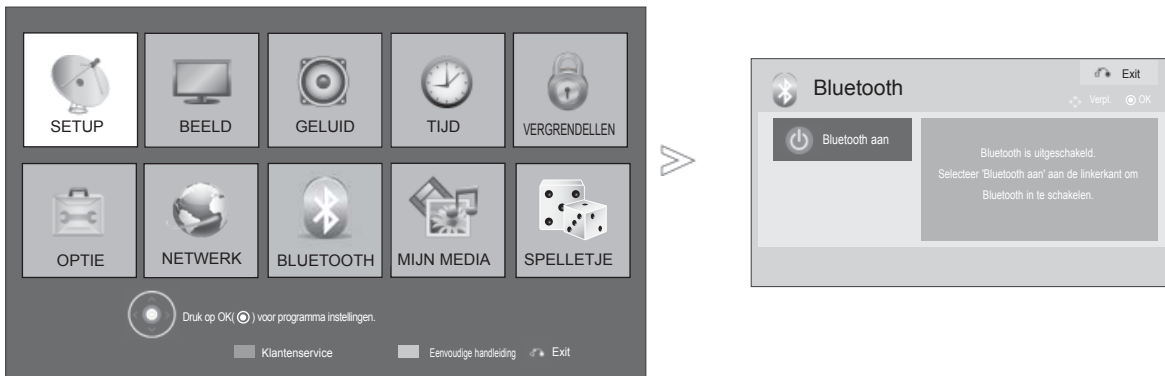 SETUP
BEELD
GELUID
TIJD
VERGRENDELLEN
OPTIE
NETWERK
BLUETOOTH
MIJN MEDIA
SPELLETJE
Druk op OK( ◉ ) voor programma instellingen.
Klantenservice
Eenvoudige handleiding
Exit
Bluetooth
Exit
Verpl.
OK
Bluetooth aan
Bluetooth is uitgeschakeld.
Selecteer 'Bluetooth aan' aan de linkerkant om
Bluetooth in te schakelen.